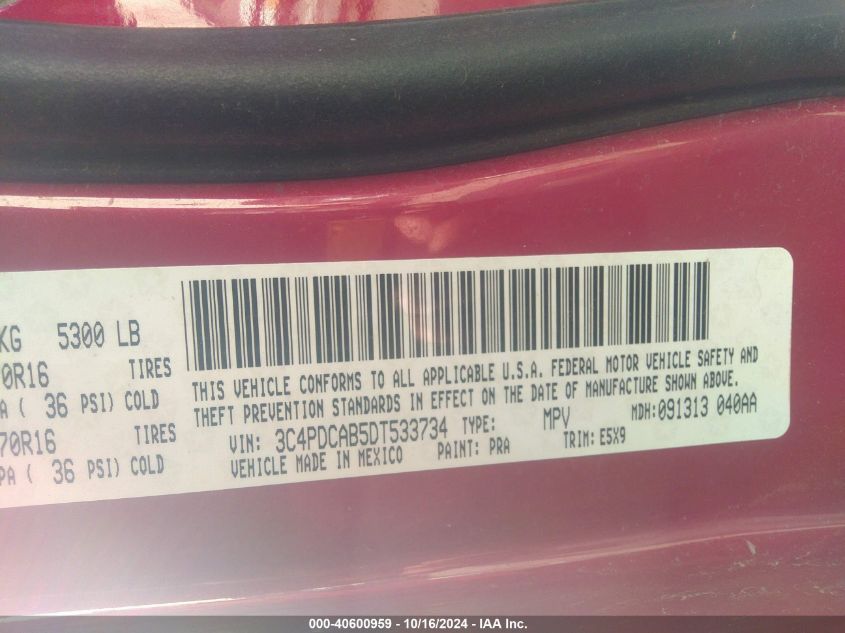 KG 5300 LB
70R16 TIRES
PA ( 36 PSI) COLD
70R16 TIRES
PA ( 36 PSI) COLD
THIS VEHICLE CONFORMS TO ALL APPLICABLE U.S.A. FEDERAL MOTOR VEHICLE SAFETY AND
THEFT PREVENTION STANDARDS IN EFFECT ON THE DATE OF MANUFACTURE SHOWN ABOVE.
VIN: 3C4PDCAB5DT533734 TYPE: MPV MDH: 091313 040AA
VEHICLE MADE IN MEXICO PAINT: PRA TRIM: E5X9
000-40600959 - 10/16/2024 - IAA Inc.